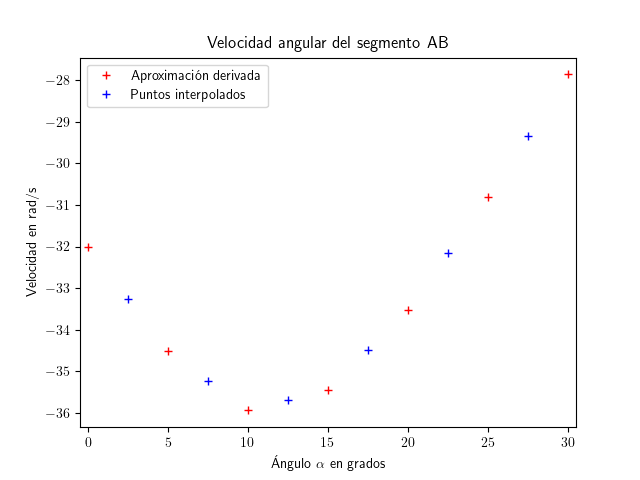 Velocidad angular del segmento AB
Aproximación derivada
Puntos interpolados
−28
−29
−30
−31
−32
−33
−34
−35
−36
Velocidad en rad/s
0 5 10 15 20 25 30
Ángulo α en grados